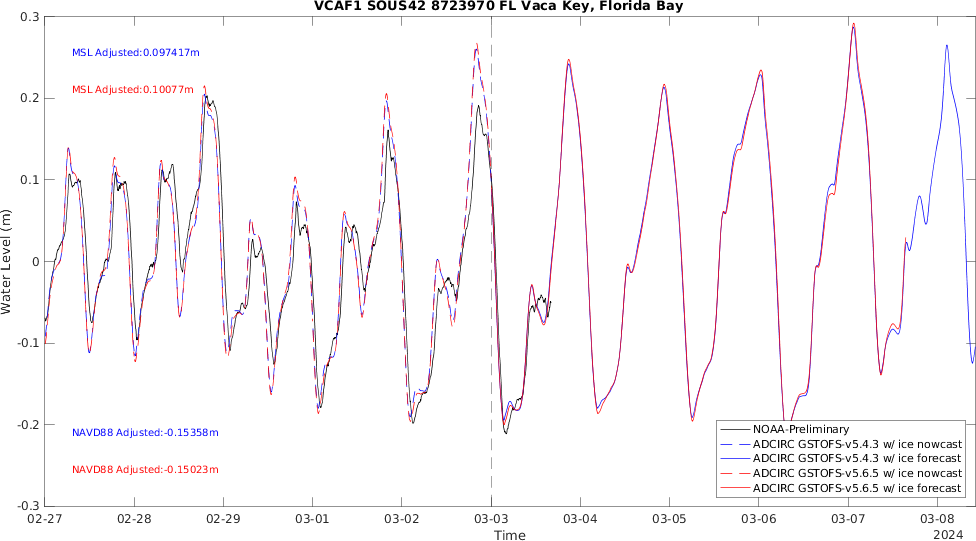 VCAF1 SOUS42 8723970 FL Vaca Key, Florida Bay
0.3
MSL Adjusted:0.097417m
MSL Adjusted:0.10077m
0.2
0.1
Water Level (m)
0
-0.1
-0.2
NAVD88 Adjusted:-0.15358m
NAVD88 Adjusted:-0.15023m
-0.3
NOAA-Preliminary
ADCIRC GSTOFS-v5.4.3 w/ ice nowcast
ADCIRC GSTOFS-v5.4.3 w/ ice forecast
ADCIRC GSTOFS-v5.6.5 w/ ice nowcast
ADCIRC GSTOFS-v5.6.5 w/ ice forecast
02-27 02-28 02-29 03-01 03-02 03-03 03-04 03-05 03-06 03-07 03-08
Time
2024